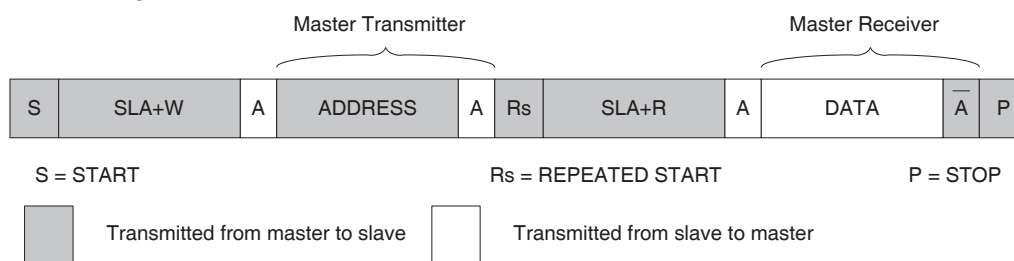 Master Transmitter Master Receiver
S SLA+W A ADDRESS A Rs SLA+R A DATA A̅ P
S = START Rs = REPEATED START P = STOP
Transmitted from master to slave Transmitted from slave to master